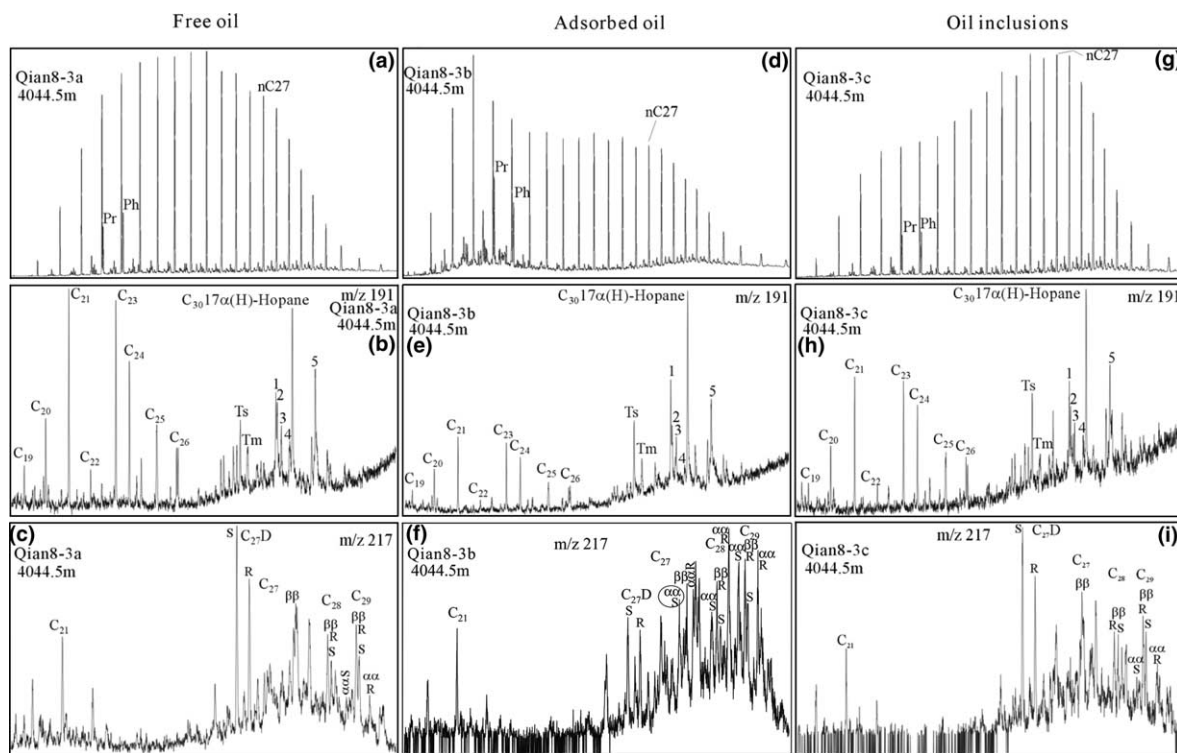 Free oil
Adsorbed oil
Oil inclusions
(a)
Qian8-3a
4044.5m
nC27
Pr
Ph
(d)
Qian8-3b
4044.5m
nC27
Pr
Ph
(g)
Qian8-3c
4044.5m
nC27
Pr
Ph
C21
C23
C3017α(H)-Hopane
m/z 191
Qian8-3a
4044.5m
(b)
C24
C20
C25
C26
C19
C22
Ts
Tm
1
2
3
4
5
C3017α(H)-Hopane
m/z 191
Qian8-3b
4044.5m
(e)
C21
C23
C24
C20
C19
C22
C25
C26
Ts
Tm
1
2
3
4
5
C3017α(H)-Hopane
m/z 191
Qian8-3c
4044.5m
(h)
C21
C23
C24
C20
C25
C26
C19
C22
Ts
Tm
1
2
3
4
5
(c)
Qian8-3a
4044.5m
m/z 217
S
C27D
R
C27
ββ
C21
C28
ββ
R
S
ααS
C29
ββ
R
S
αα
R
(f)
Qian8-3b
4044.5m
m/z 217
C21
C27D
S
R
C27
αα
S
ββ
ααR
αα
S
C28
ββ
R
S
αα
R
αα
S
C29
ββ
R
S
αα
R
(i)
Qian8-3c
4044.5m
m/z 217
S
C27D
R
C21
C27
ββ
C28
ββ
R
S
αα
S
C29
ββ
R
S
αα
R